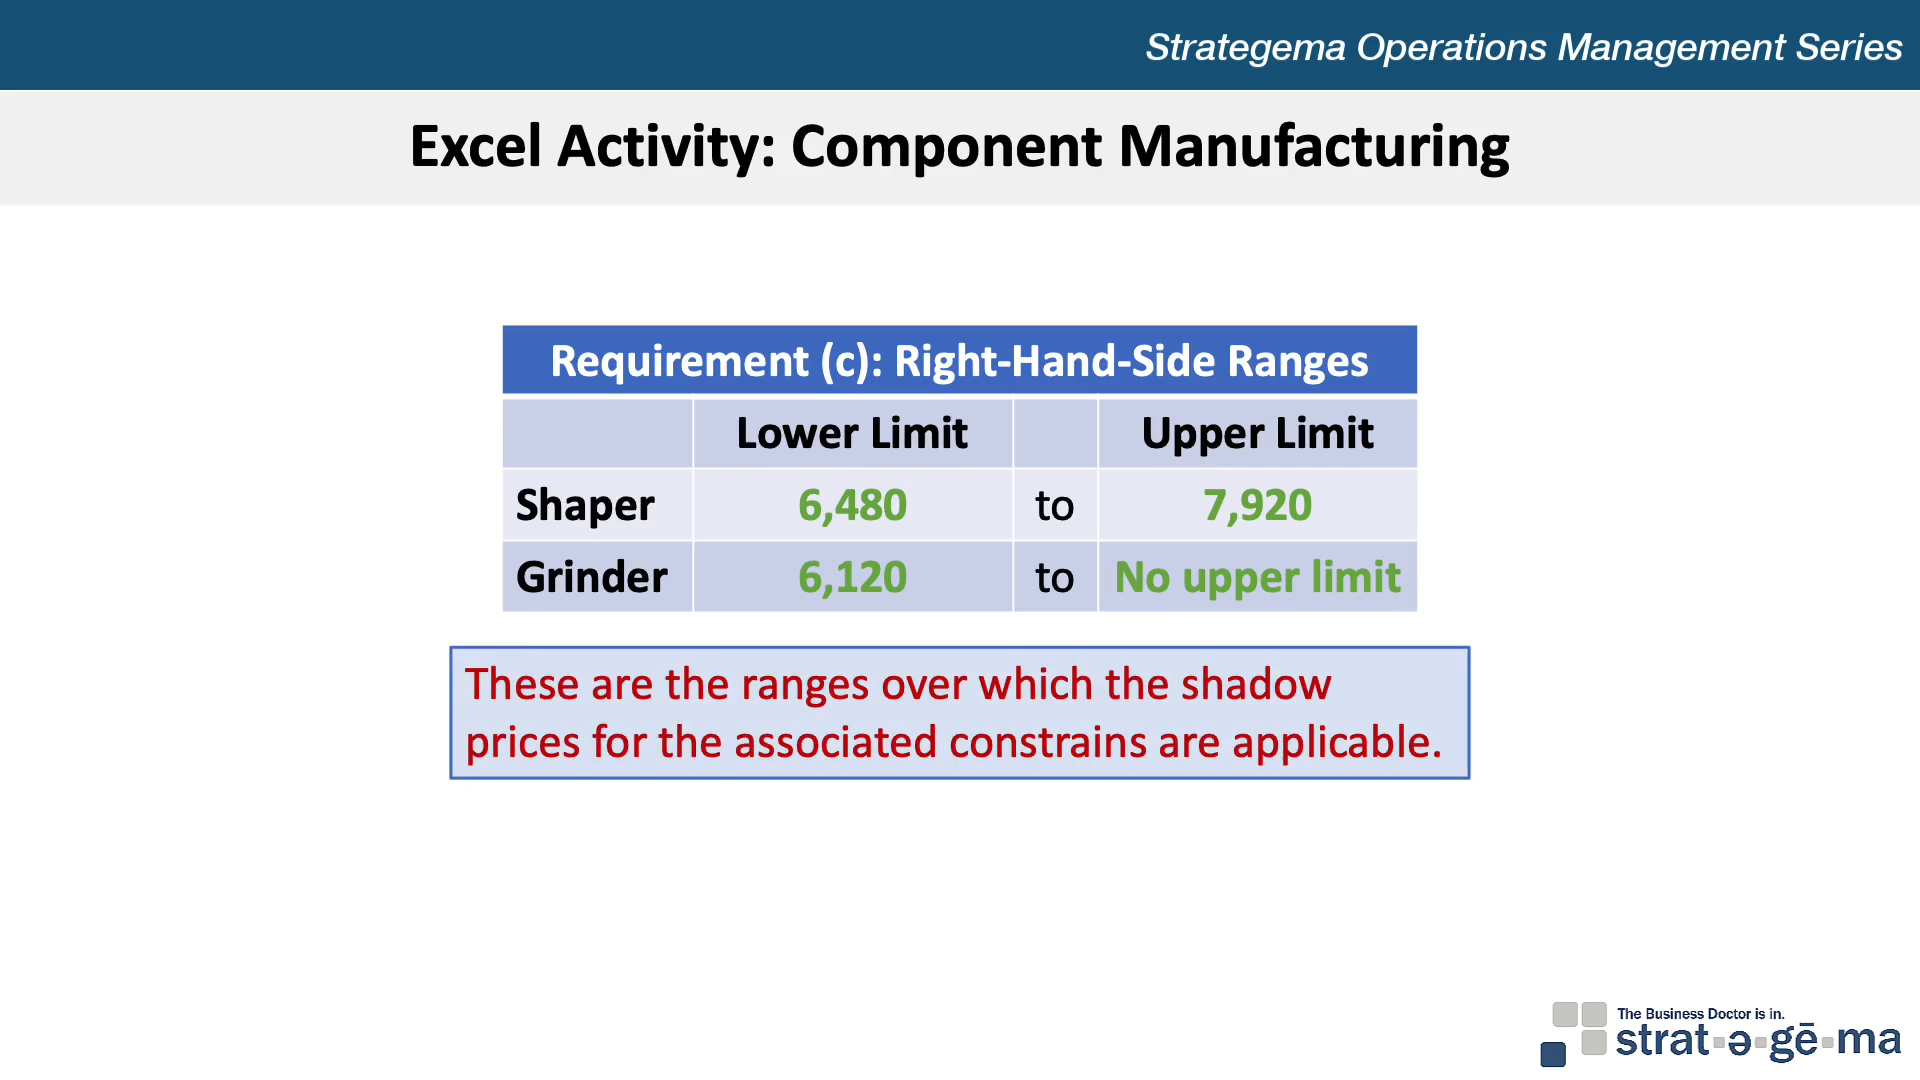 Strategema Operations Management Series
Excel Activity: Component Manufacturing
Requirement (c): Right-Hand-Side Ranges
Lower Limit Upper Limit
Shaper 6,480 to 7,920
Grinder 6,120 to No upper limit
These are the ranges over which the shadow
prices for the associated constrains are applicable.
The Business Doctor is in.
strat-ə-gē-ma